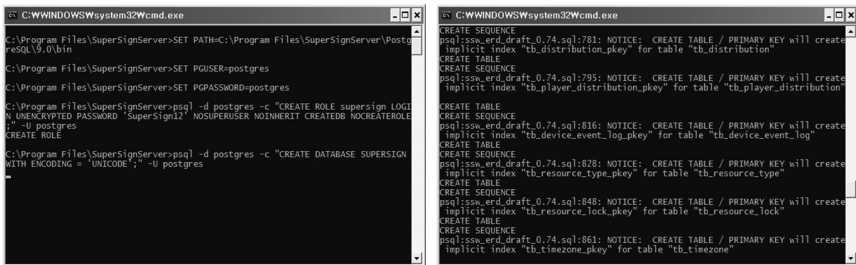 C:₩WINDOWS₩system32₩cmd.exe
C:\Program Files\SuperSignServer>SET PATH=C:\Program Files\SuperSignServer\Postg
reSQL\9.0\bin
C:\Program Files\SuperSignServer>SET PGUSER=postgres
C:\Program Files\SuperSignServer>SET PGPASSWORD=postgres
C:\Program Files\SuperSignServer>psql -d postgres -c "CREATE ROLE supersign LOGI
N UNENCRYPTED PASSWORD 'SuperSign12' NOSUPERUSER NOINHERIT CREATEDB NOCREATEROLE
;" -U postgres
CREATE ROLE
C:\Program Files\SuperSignServer>psql -d postgres -c "CREATE DATABASE SUPERSIGN
WITH ENCODING = 'UNICODE';" -U postgres
C:₩WINDOWS₩system32₩cmd.exe
CREATE SEQUENCE
psql:ssw_erd_draft_0.74.sql:781: NOTICE:  CREATE TABLE / PRIMARY KEY will create
implicit index "tb_distribution_pkey" for table "tb_distribution"
CREATE TABLE
CREATE SEQUENCE
psql:ssw_erd_draft_0.74.sql:795: NOTICE:  CREATE TABLE / PRIMARY KEY will create
implicit index "tb_player_distribution_pkey" for table "tb_player_distribution"
CREATE TABLE
CREATE SEQUENCE
psql:ssw_erd_draft_0.74.sql:816: NOTICE:  CREATE TABLE / PRIMARY KEY will create
implicit index "tb_device_event_log_pkey" for table "tb_device_event_log"
CREATE TABLE
CREATE SEQUENCE
psql:ssw_erd_draft_0.74.sql:828: NOTICE:  CREATE TABLE / PRIMARY KEY will create
implicit index "tb_resource_type_pkey" for table "tb_resource_type"
CREATE TABLE
CREATE SEQUENCE
psql:ssw_erd_draft_0.74.sql:848: NOTICE:  CREATE TABLE / PRIMARY KEY will create
implicit index "tb_resource_lock_pkey" for table "tb_resource_lock"
CREATE TABLE
CREATE SEQUENCE
psql:ssw_erd_draft_0.74.sql:861: NOTICE:  CREATE TABLE / PRIMARY KEY will create
implicit index "tb_timezone_pkey" for table "tb_timezone"